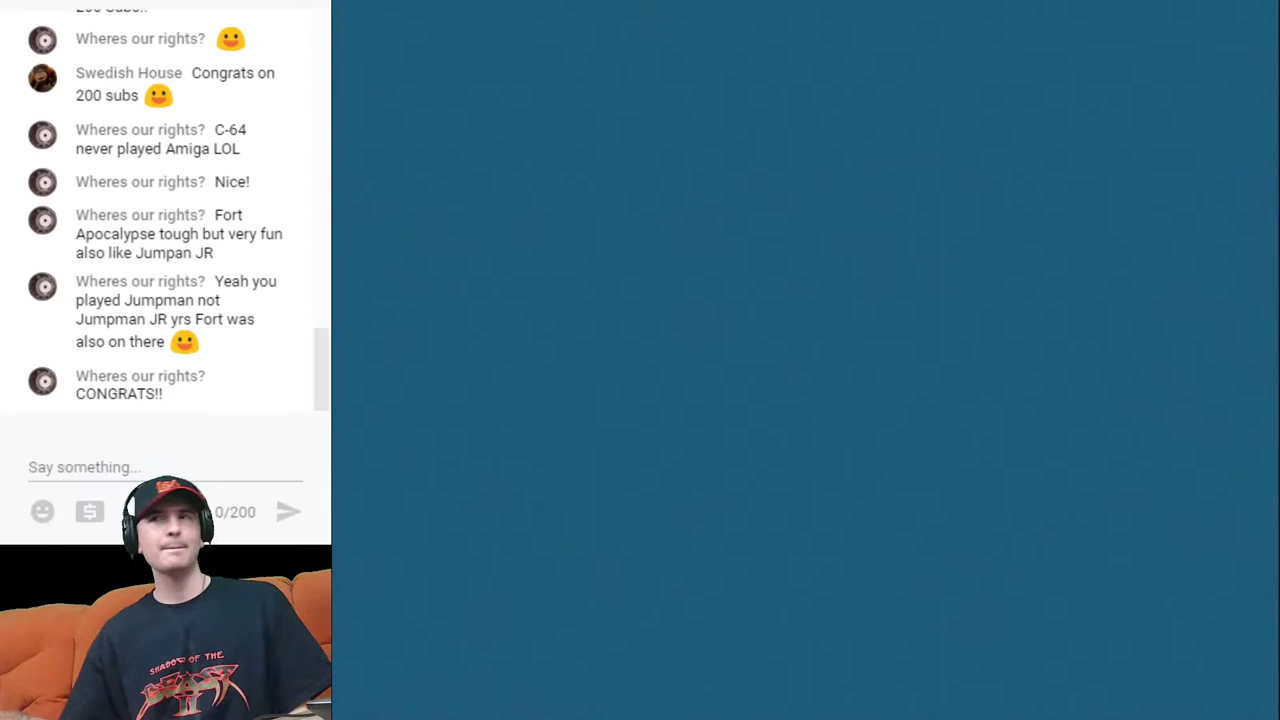 Wheres our rights?
Swedish House Congrats on
200 subs
Wheres our rights? C-64
never played Amiga LOL
Wheres our rights? Nice!
Wheres our rights? Fort
Apocalypse tough but very fun
also like Jumpan JR
Wheres our rights? Yeah you
played Jumpman not
Jumpman JR yrs Fort was
also on there
Wheres our rights?
CONGRATS!!
Say something...
0/200
SHADOW OF THE
BEAST
II